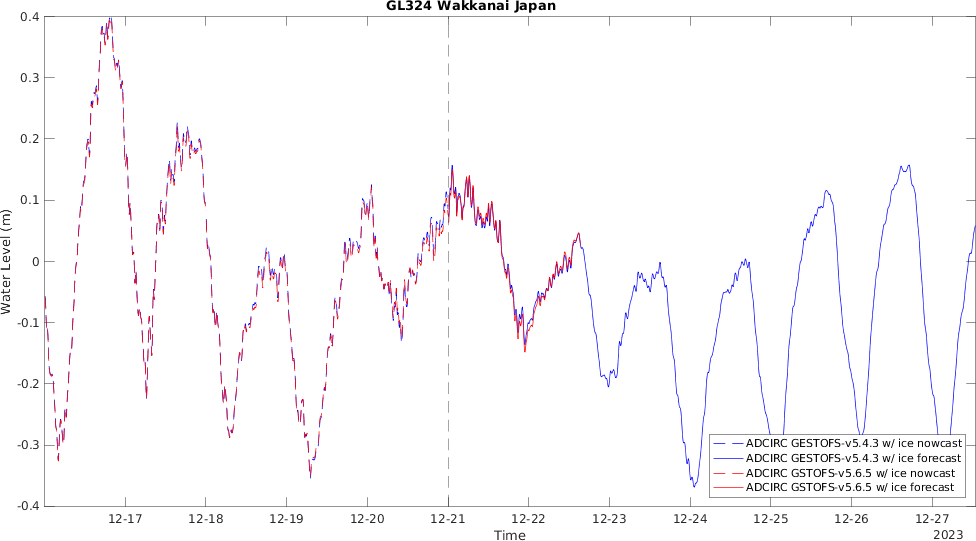 GL324 Wakkanai Japan
0.4
0.3
0.2
0.1
0
-0.1
-0.2
-0.3
-0.4
Water Level (m)
12-17 12-18 12-19 12-20 12-21 12-22 12-23 12-24 12-25 12-26 12-27
Time
2023
ADCIRC GESTOFS-v5.4.3 w/ ice nowcast
ADCIRC GESTOFS-v5.4.3 w/ ice forecast
ADCIRC GSTOFS-v5.6.5 w/ ice nowcast
ADCIRC GSTOFS-v5.6.5 w/ ice forecast